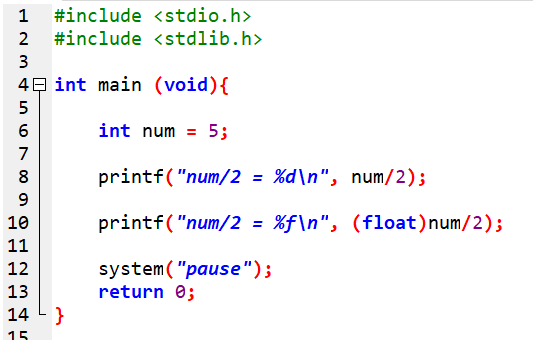 1 #include <stdio.h>
2 #include <stdlib.h>
3
4 int main (void){
5
6 int num = 5;
7
8 printf("num/2 = %d\n", num/2);
9
10 printf("num/2 = %f\n", (float)num/2);
11
12 system("pause");
13 return 0;
14 }
15